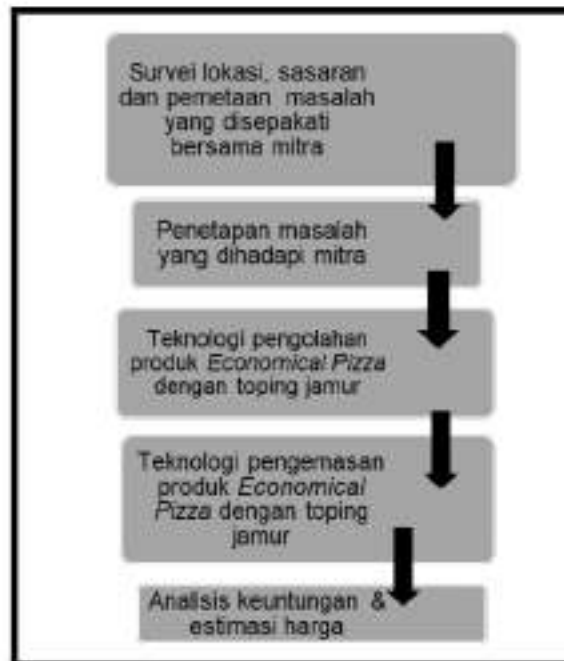 Survei lokasi, sasaran
dan pemetaan masalah
yang disepakati
bersama mitra
Penetapan masalah
yang dihadapi mitra
Teknologi pengolahan
produk Economical Pizza
dengan toping jamur
Teknologi pengemasan
produk Economical
Pizza dengan toping
jamur
Analisis keuntungan &
estimasi harga